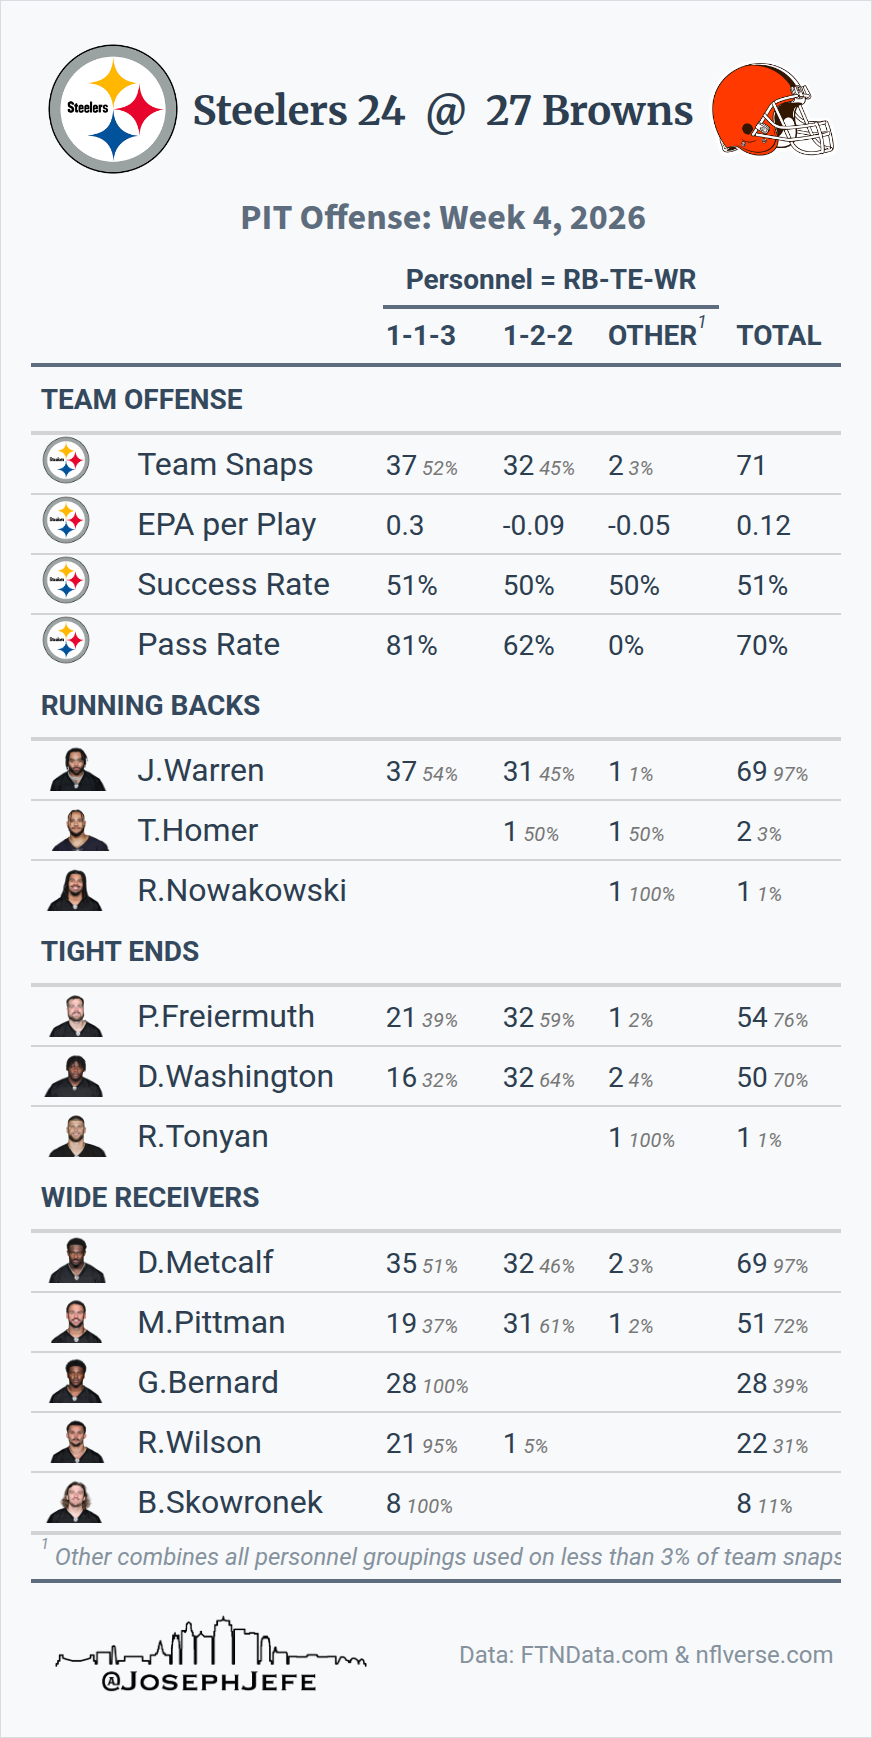 Steelers
Steelers 24 @ 27 Browns
PIT Offense: Week 4, 2026
Personnel = RB-TE-WR
1-1-3 1-2-2 OTHER1 TOTAL
TEAM OFFENSE
Team Snaps 37 52% 32 45% 2 3% 71
EPA per Play 0.3 -0.09 -0.05 0.12
Success Rate 51% 50% 50% 51%
Pass Rate 81% 62% 0% 70%
RUNNING BACKS
J.Warren 37 54% 31 45% 1 1% 69 97%
T.Homer 1 50% 1 50% 2 3%
R.Nowakowski 1 100% 1 1%
TIGHT ENDS
P.Freiermuth 21 39% 32 59% 1 2% 54 76%
D.Washington 16 32% 32 64% 2 4% 50 70%
R.Tonyan 1 100% 1 1%
WIDE RECEIVERS
D.Metcalf 35 51% 32 46% 2 3% 69 97%
M.Pittman 19 37% 31 61% 1 2% 51 72%
G.Bernard 28 100% 28 39%
R.Wilson 21 95% 1 5% 22 31%
B.Skowronek 8 100% 8 11%
1 Other combines all personnel groupings used on less than 3% of team snaps
@JosephJefe
Data: FTNData.com & nflverse.com